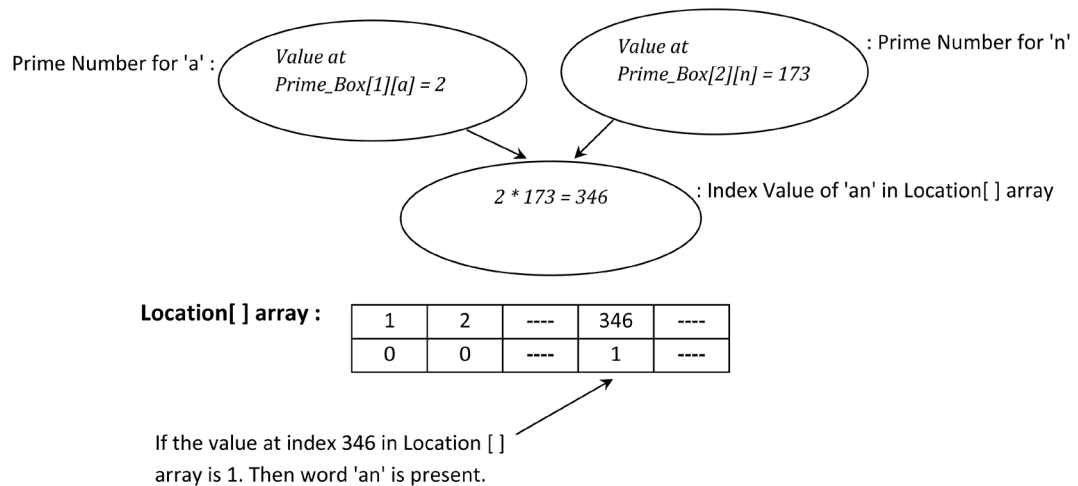 Prime Number for 'a' :
Value at
Prime_Box[1][a] = 2
Value at
Prime_Box[2][n] = 173
: Prime Number for 'n'
2 * 173 = 346
: Index Value of 'an' in Location[ ] array
Location[ ] array :
1 2 ---- 346 ----
0 0 ---- 1 ----
If the value at index 346 in Location [ ]
array is 1. Then word 'an' is present.